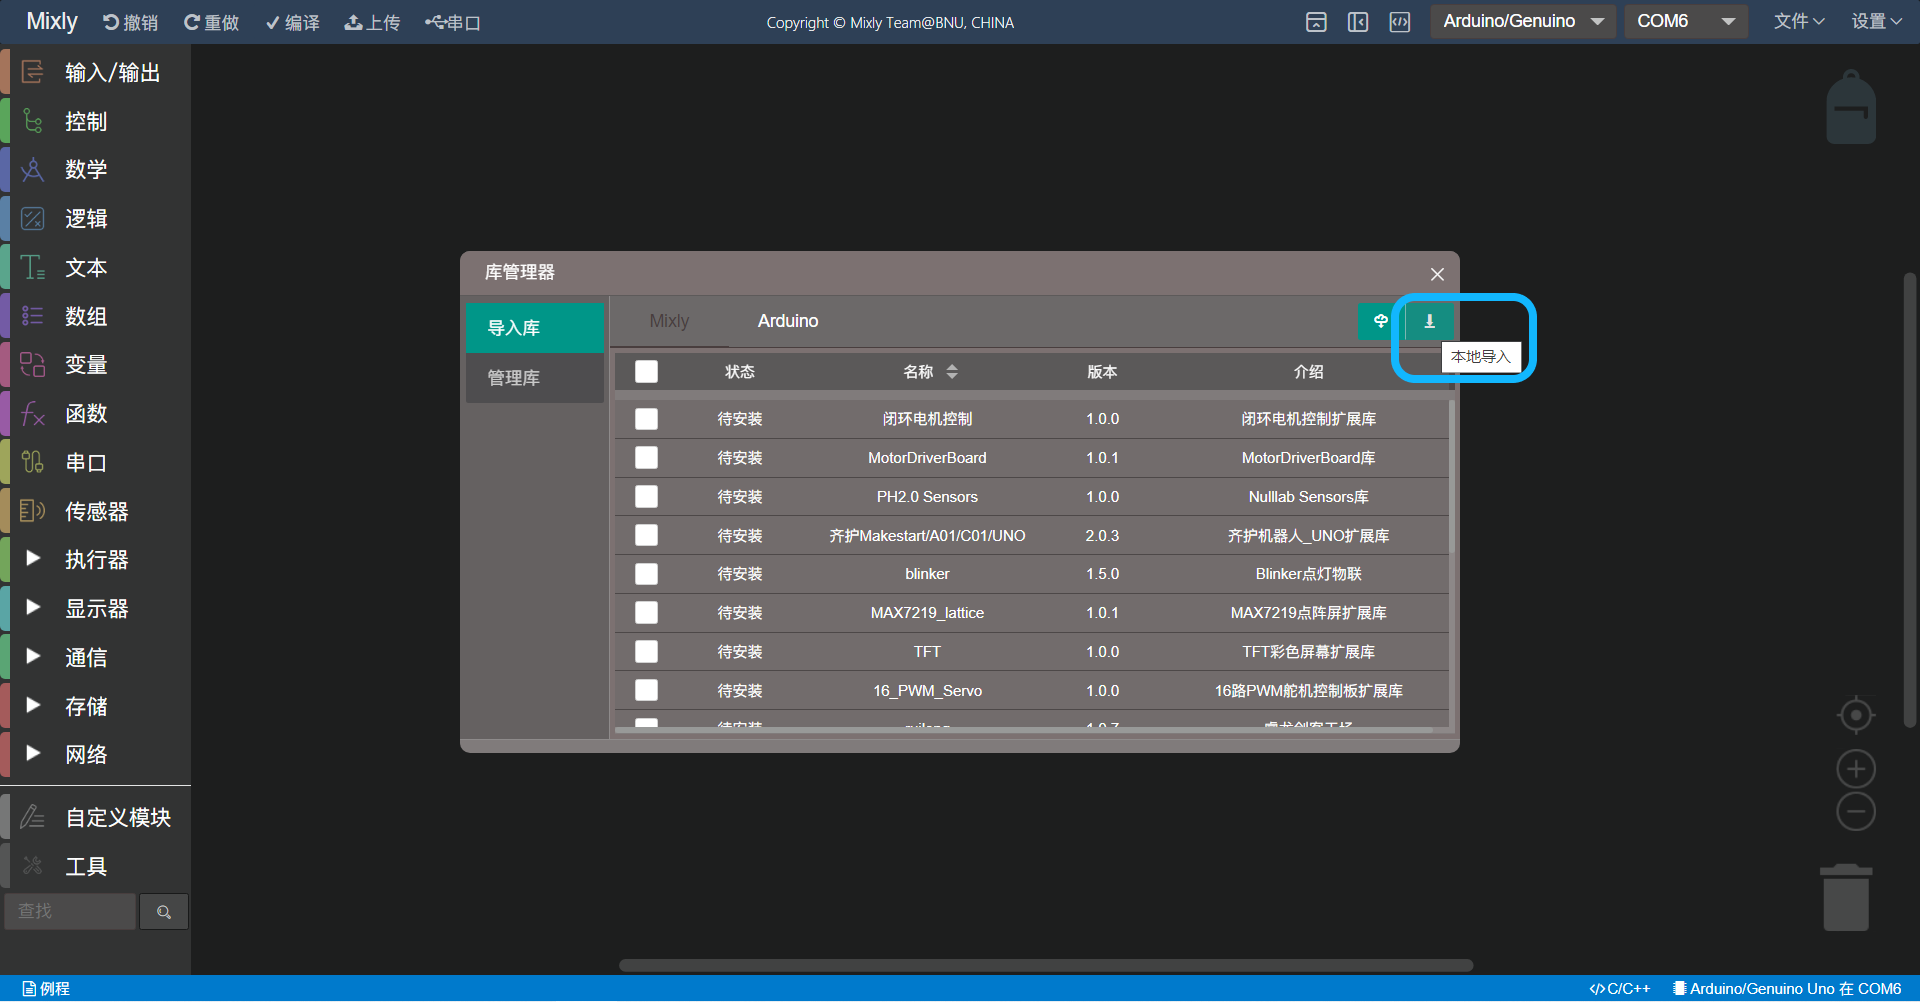 Mixly 撤销 重做 编译 上传 串口 Copyright © Mixly Team@BNU, CHINA Arduino/Genuino COM6 文件 设置
输入/输出
控制
数学
逻辑
文本
数组
变量
函数
串口
传感器
执行器
显示器
通信
存储
网络
自定义模块
工具
查找
库管理器
导入库
管理库
Mixly Arduino
本地导入
状态 名称 版本 介绍
待安装 闭环电机控制 1.0.0 闭环电机控制扩展库
待安装 MotorDriverBoard 1.0.1 MotorDriverBoard库
待安装 PH2.0 Sensors 1.0.0 Nulllab Sensors库
待安装 齐护Makestart/A01/C01/UNO 2.0.3 齐护机器人_UNO扩展库
待安装 blinker 1.5.0 Blinker点灯物联
待安装 MAX7219_lattice 1.0.1 MAX7219点阵屏扩展库
待安装 TFT 1.0.0 TFT彩色屏幕扩展库
待安装 16_PWM_Servo 1.0.0 16路PWM舵机控制板扩展库
待安装
例程 C/C++ Arduino/Genuino Uno 在 COM6